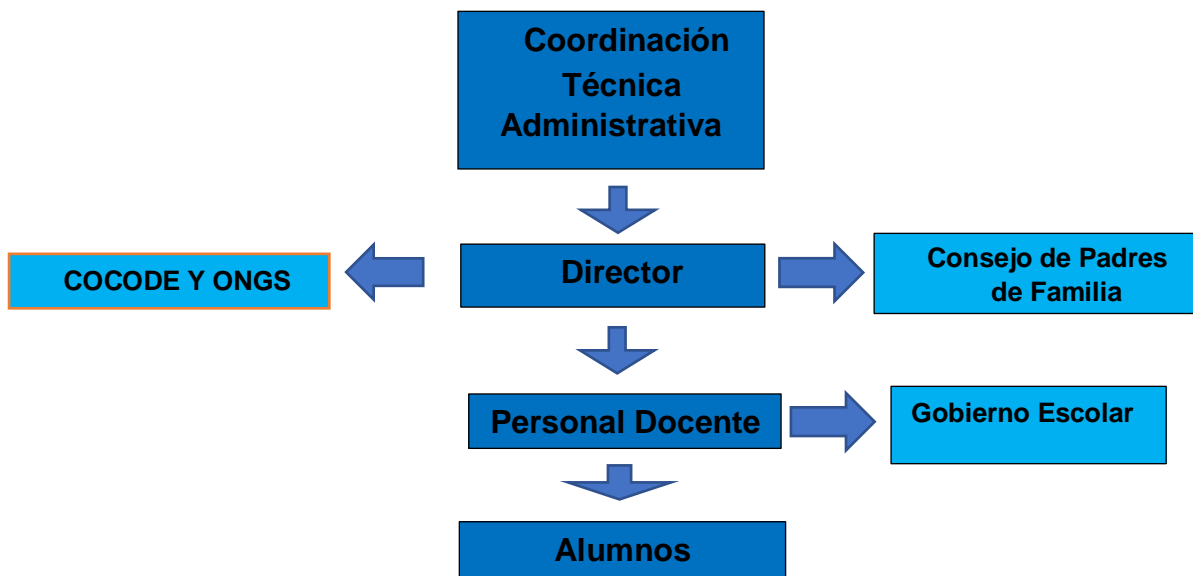 Coordinación
Técnica
Administrativa
COCODE Y ONGS
Director
Consejo de Padres
de Familia
Personal Docente
Gobierno Escolar
Alumnos